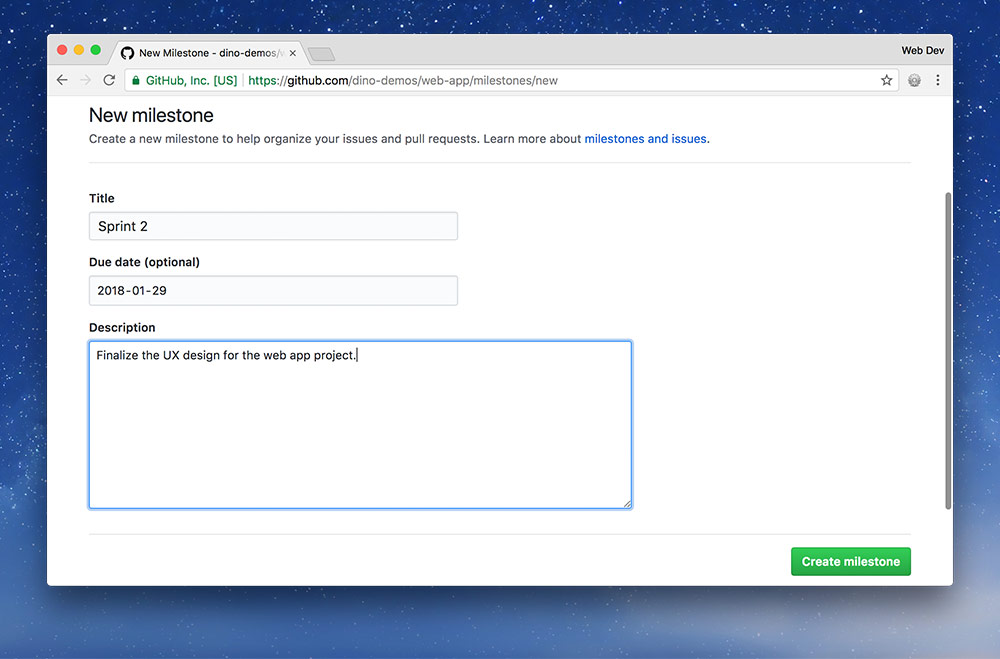 New Milestone - dino-demos/w
Web Dev
GitHub, Inc. [US] https://github.com/dino-demos/web-app/milestones/new
New milestone
Create a new milestone to help organize your issues and pull requests. Learn more about milestones and issues.
Title
Sprint 2
Due date (optional)
2018-01-29
Description
Finalize the UX design for the web app project.
Create milestone